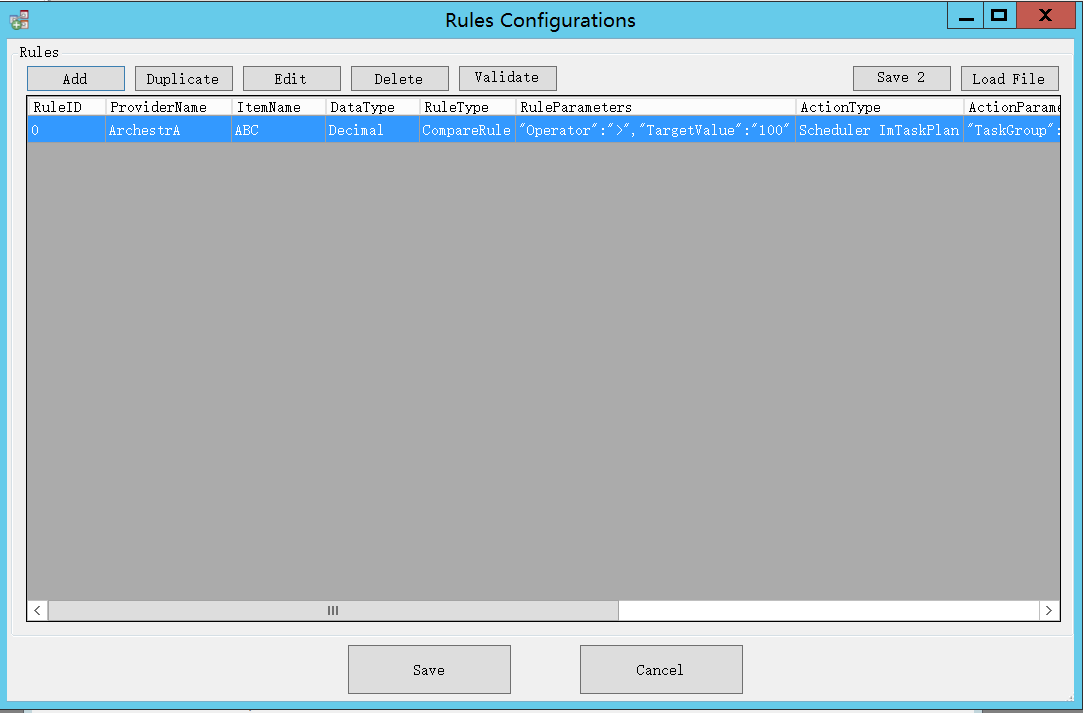 Rules Configurations
Rules
Add Duplicate Edit Delete Validate Save 2 Load File
RuleID ProviderName ItemName DataType RuleType RuleParameters ActionType ActionParame
0 ArchestrA ABC Decimal CompareRule "Operator":">","TargetValue":"100" Scheduler ImTaskPlan "TaskGroup":
Save Cancel